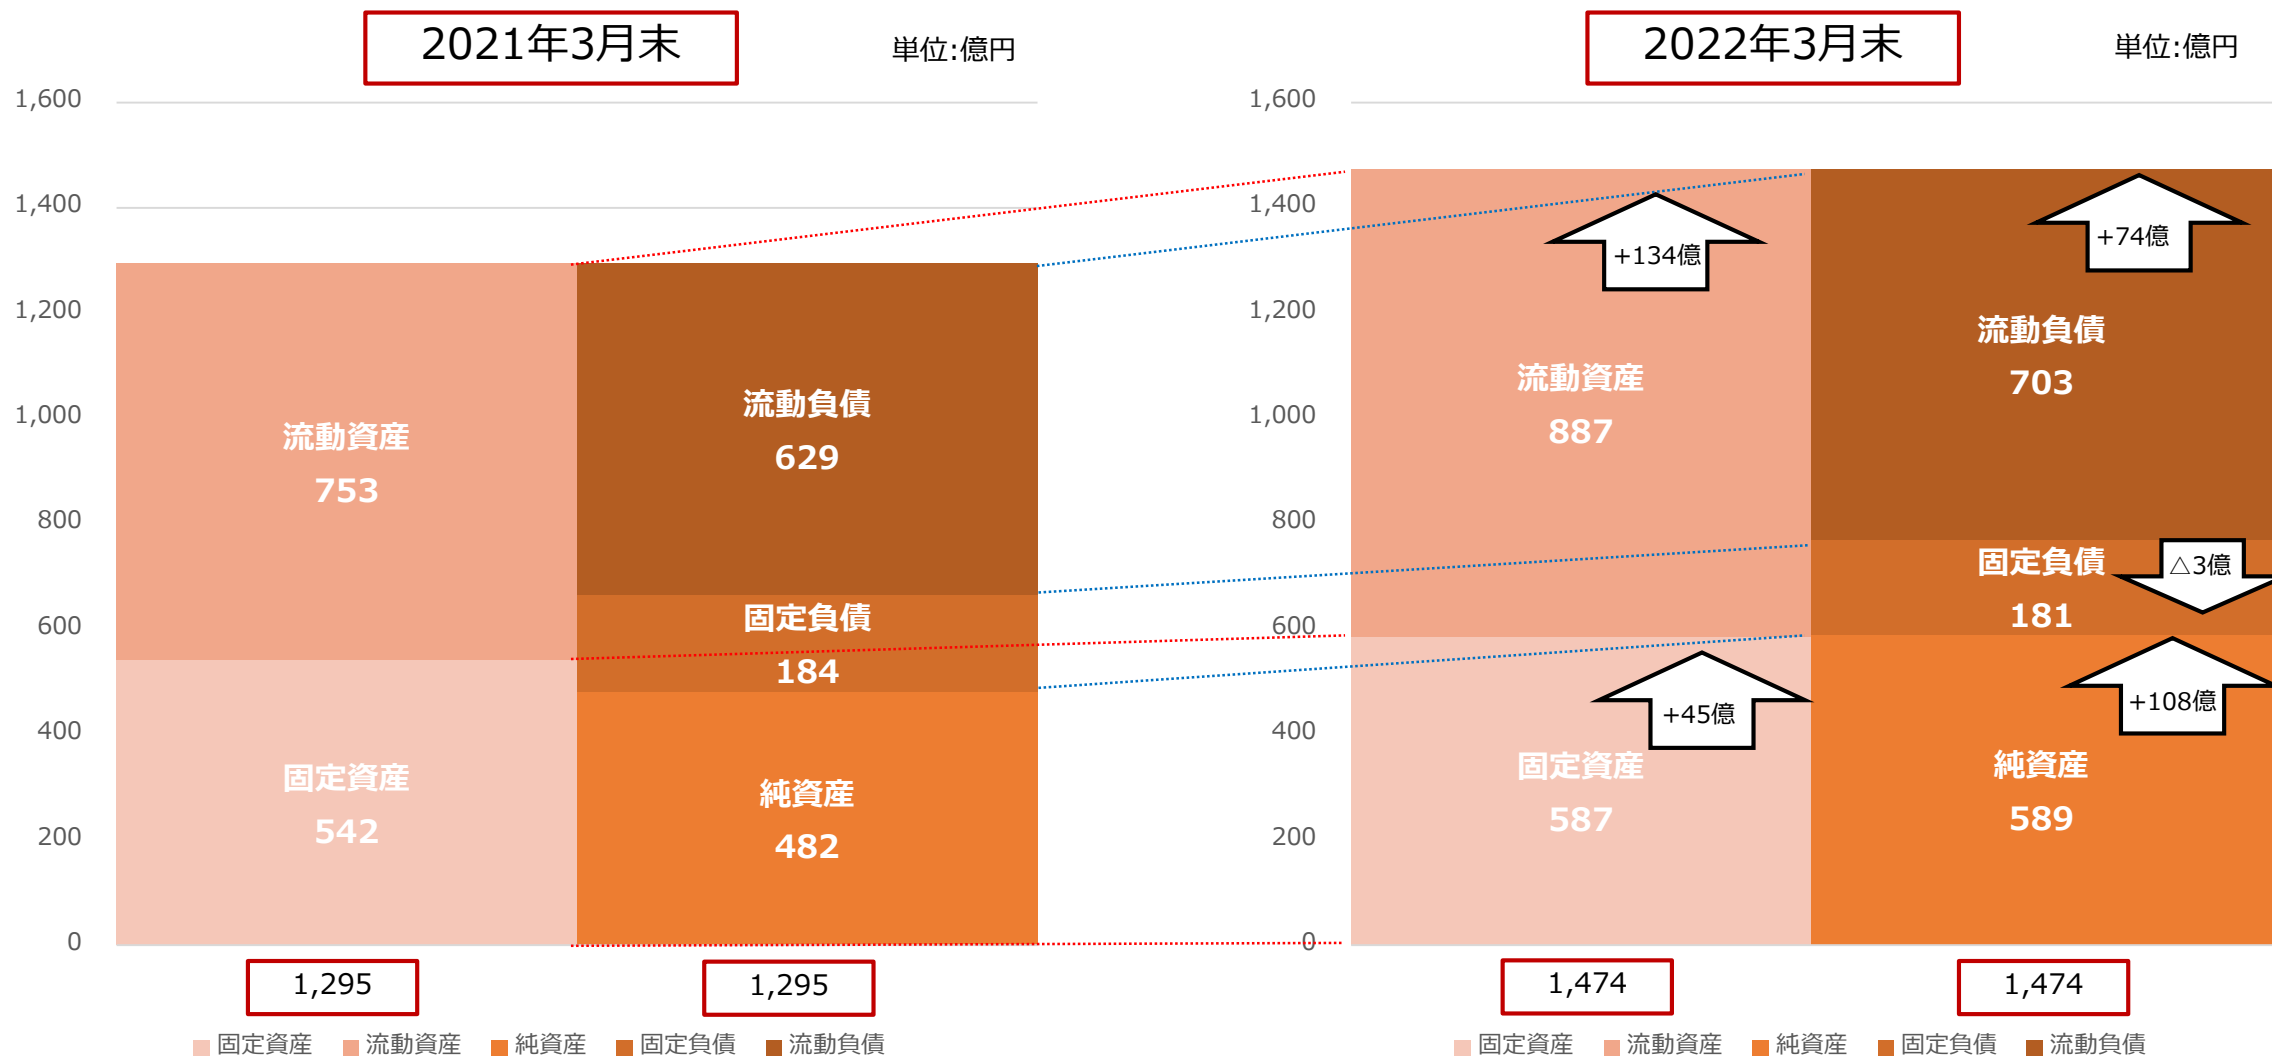 2021年3月末
単位:億円
1,600
1,400
1,200
1,000
800
600
400
200
0
流動資産
753
固定資産
542
流動負債
629
固定負債
184
純資産
482
1,295
1,295
固定資産 流動資産 純資産 固定負債 流動負債
2022年3月末
単位:億円
1,600
1,400
1,200
1,000
800
600
400
200
0
+134億
流動資産
887
+45億
固定資産
587
+74億
流動負債
703
固定負債
181
△3億
+108億
純資産
589
1,474
1,474
固定資産 流動資産 純資産 固定負債 流動負債